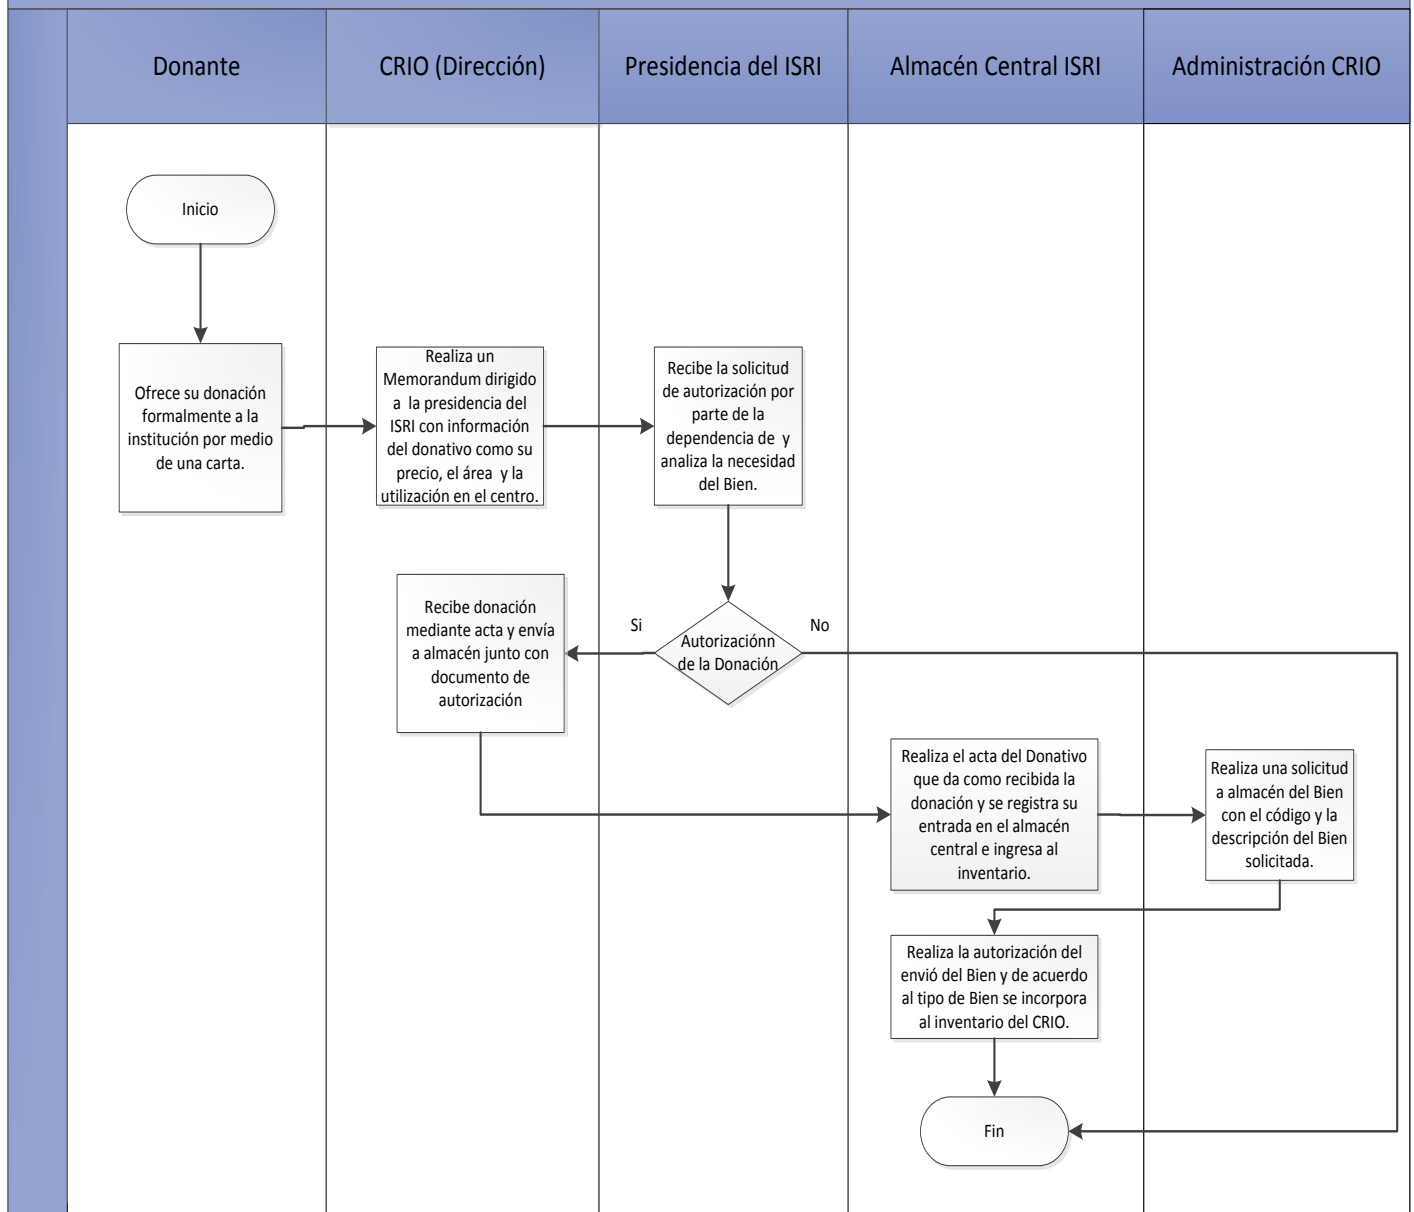 Donante
CRIO (Dirección)
Presidencia del ISRI
Almacén Central ISRI
Administración CRIO
Inicio
Ofrece su donación
formalmente a la
institución por medio
de una carta.
Realiza un
Memorandum dirigido
a la presidencia del
ISRI con información
del donativo como su
precio, el área y la
utilización en el centro.
Recibe la solicitud
de autorización por
parte de la
dependencia de y
analiza la necesidad
del Bien.
Autorizaciónn
de la Donación
Si
No
Recibe donación
mediante acta y envía
a almacén junto con
documento de
autorización
Realiza el acta del Donativo
que da como recibida la
donación y se registra su
entrada en el almacén
central e ingresa al
inventario.
Realiza una solicitud
a almacén del Bien
con el código y la
descripción del Bien
solicitada.
Realiza la autorización del
envió del Bien y de acuerdo
al tipo de Bien se incorpora
al inventario del CRIO.
Fin